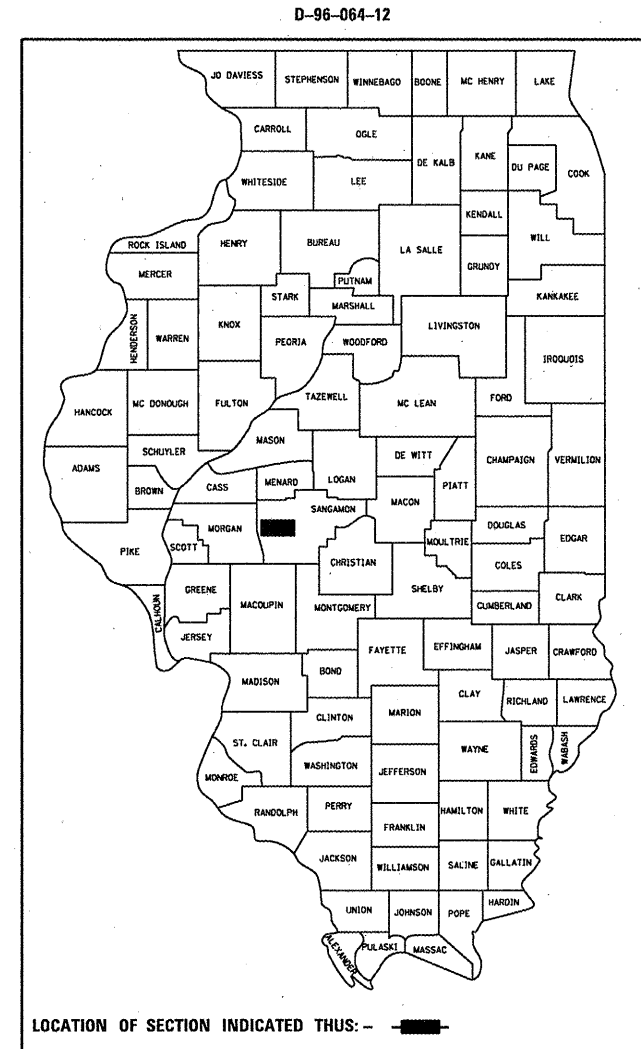 D-96-064-12
JO DAVIESS
STEPHENSON
WINNEBAGO
BOONE
MC HENRY
LAKE
CARROLL
OGLE
DE KALB
KANE
DU PAGE
COOK
WHITESIDE
LEE
KENDALL
WILL
ROCK ISLAND
HENRY
BUREAU
LA SALLE
GRUNDY
MERCER
PUTNAM
STARK
MARSHALL
KANKAKEE
HENDERSON
WARREN
KNOX
PEORIA
WOODFORD
LIVINGSTON
IROQUOIS
HANCOCK
MC DONOUGH
FULTON
TAZEWELL
MC LEAN
FORD
SCHUYLER
MASON
DE WITT
CHAMPAIGN
VERMILION
ADAMS
BROWN
CASS
MENARD
LOGAN
MACON
PIATT
PIKE
SCOTT
MORGAN
SANGAMON
CHRISTIAN
MOULTRIE
DOUGLAS
EDGAR
COLES
CALHOUN
GREENE
MACOUPIN
MONTGOMERY
SHELBY
CUMBERLAND
CLARK
JERSEY
FAYETTE
EFFINGHAM
JASPER
CRAWFORD
MADISON
BOND
CLAY
RICHLAND
LAWRENCE
CLINTON
MARION
ST. CLAIR
WAYNE
EDWARDS
WABASH
WASHINGTON
JEFFERSON
MONROE
RANDOLPH
PERRY
HAMILTON
WHITE
FRANKLIN
JACKSON
WILLIAMSON
SALINE
GALLATIN
UNION
JOHNSON
POPE
HARDIN
ALEXANDER
PULASKI
MASSAC
LOCATION OF SECTION INDICATED THUS: -